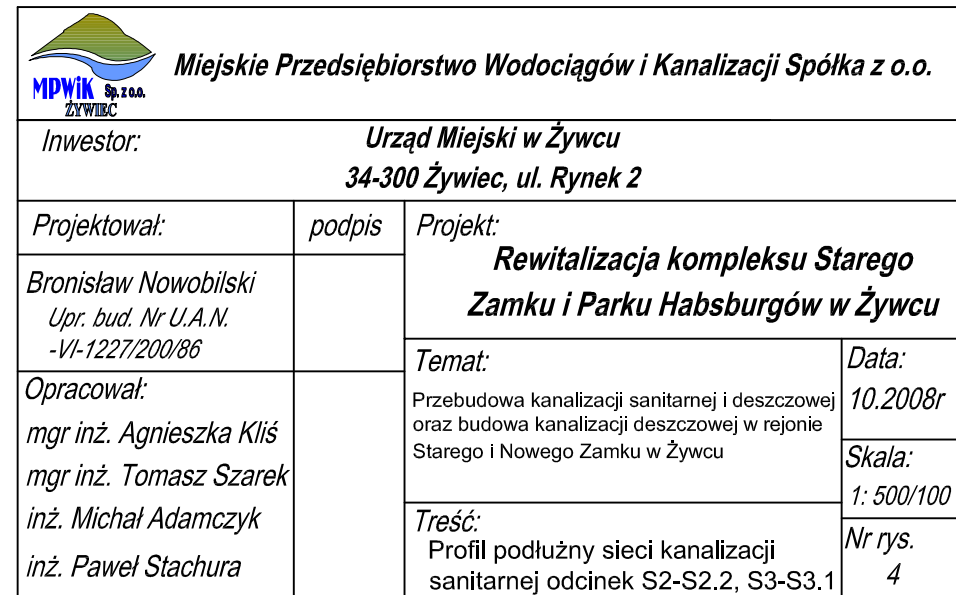 MPWiK Sp. z o.o.
ŻYWIEC
Miejskie Przedsiębiorstwo Wodociągów i Kanalizacji Spółka z o.o.
Inwestor:
Urząd Miejski w Żywcu
34-300 Żywiec, ul. Rynek 2
Projektował:
podpis
Bronisław Nowobilski
Upr. bud. Nr U.A.N.
-VI-1227/200/86
Opracował:
mgr inż. Agnieszka Kliś
mgr inż. Tomasz Szarek
inż. Michał Adamczyk
inż. Paweł Stachura
Projekt:
Rewitalizacja kompleksu Starego
Zamku i Parku Habsburgów w Żywcu
Temat:
Przebudowa kanalizacji sanitarnej i deszczowej
oraz budowa kanalizacji deszczowej w rejonie
Starego i Nowego Zamku w Żywcu
Data:
10.2008r
Skala:
1: 500/100
Treść:
Profil podłużny sieci kanalizacji
sanitarnej odcinek S2-S2.2, S3-S3.1
Nr rys.
4